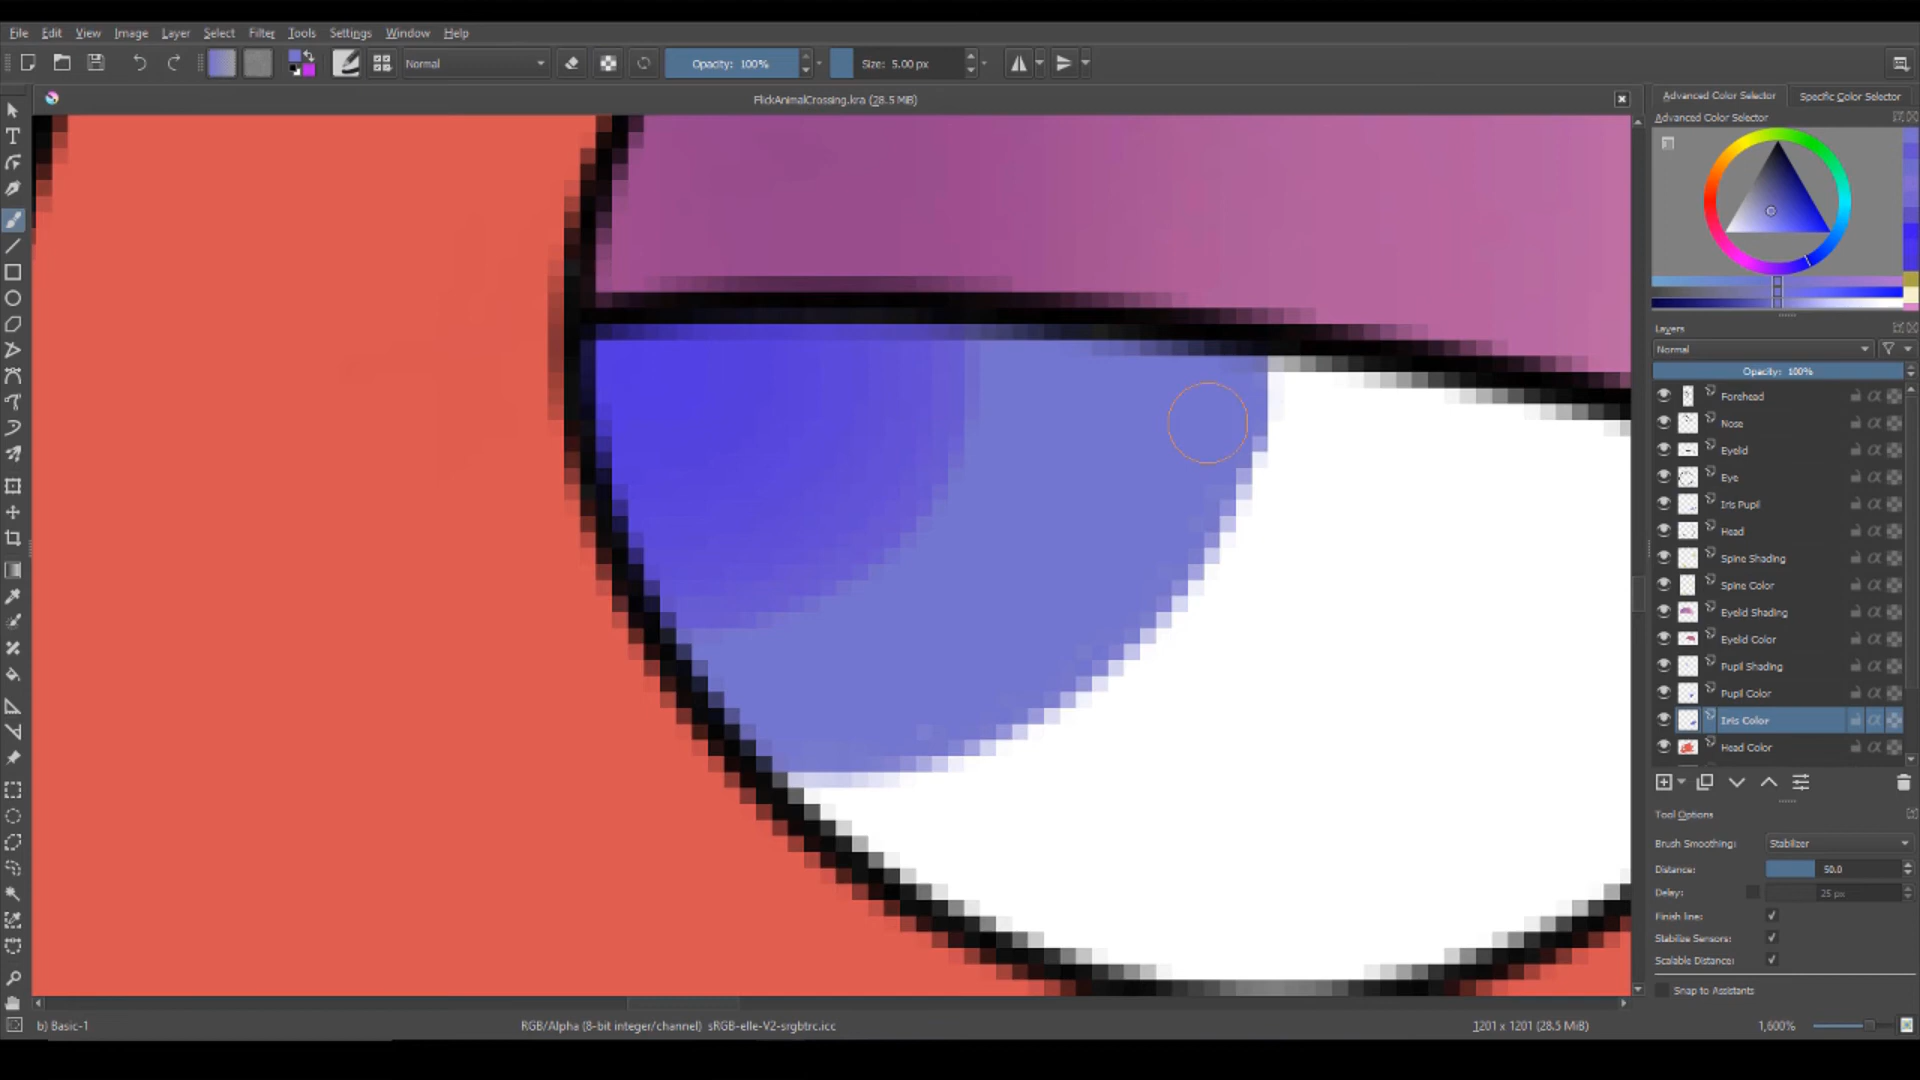 File Edit View Image Layer Select Filter Tools Settings Window Help
Normal
Opacity: 100%
Size: 5.00 px
FlickAnimalCrossing.kra (28.5 MiB)
Advanced Color Selector
Specific Color Selector
Advanced Color Selector
Layers
Normal
Opacity: 100%
Forehead
Nose
Eyelid
Eye
Iris Pupil
Head
Spine Shading
Spine Color
Eyelid Shading
Eyelid Color
Pupil Shading
Pupil Color
Iris Color
Head Color
Tool Options
Brush Smoothing: Stabilizer
Distance: 50.0
Delay: 25 px
Finish line:
Stabilize Sensors:
Scalable Distance:
Snap to Assistants
b) Basic-1
RGB/Alpha (8-bit integer/channel) sRGB-elle-V2-srgbtrc.icc
1201 x 1201 (28.5 MiB)
1,600%